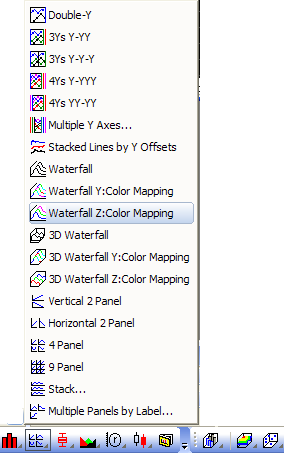 Double-Y
3Ys Y-YY
3Ys Y-Y-Y
4Ys Y-YYY
4Ys YY-YY
Multiple Y Axes...
Stacked Lines by Y Offsets
Waterfall
Waterfall Y:Color Mapping
Waterfall Z:Color Mapping
3D Waterfall
3D Waterfall Y:Color Mapping
3D Waterfall Z:Color Mapping
Vertical 2 Panel
Horizontal 2 Panel
4 Panel
9 Panel
Stack...
Multiple Panels by Label...